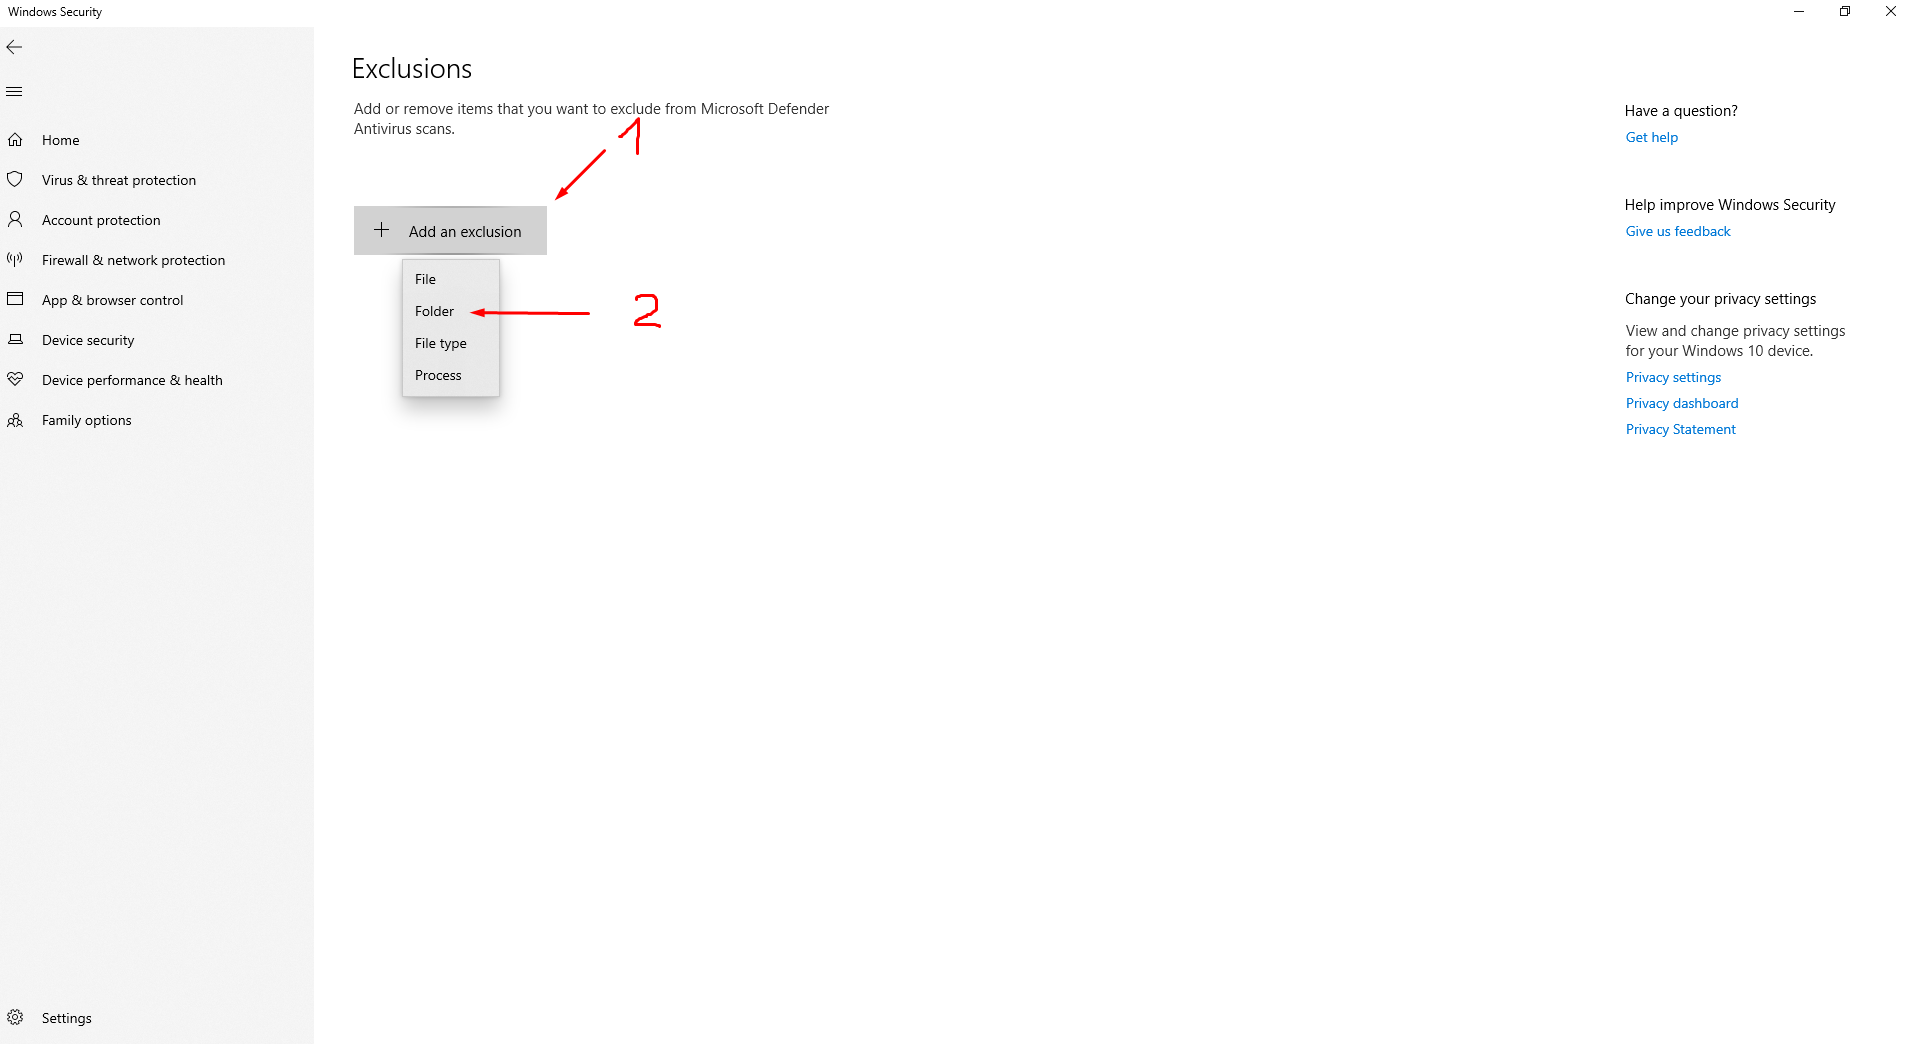 Windows Security
Home
Virus & threat protection
Account protection
Firewall & network protection
App & browser control
Device security
Device performance & health
Family options
Settings
Exclusions
Add or remove items that you want to exclude from Microsoft Defender
Antivirus scans.
1
Add an exclusion
File
Folder
2
File type
Process
Have a question?
Get help
Help improve Windows Security
Give us feedback
Change your privacy settings
View and change privacy settings
for your Windows 10 device.
Privacy settings
Privacy dashboard
Privacy Statement